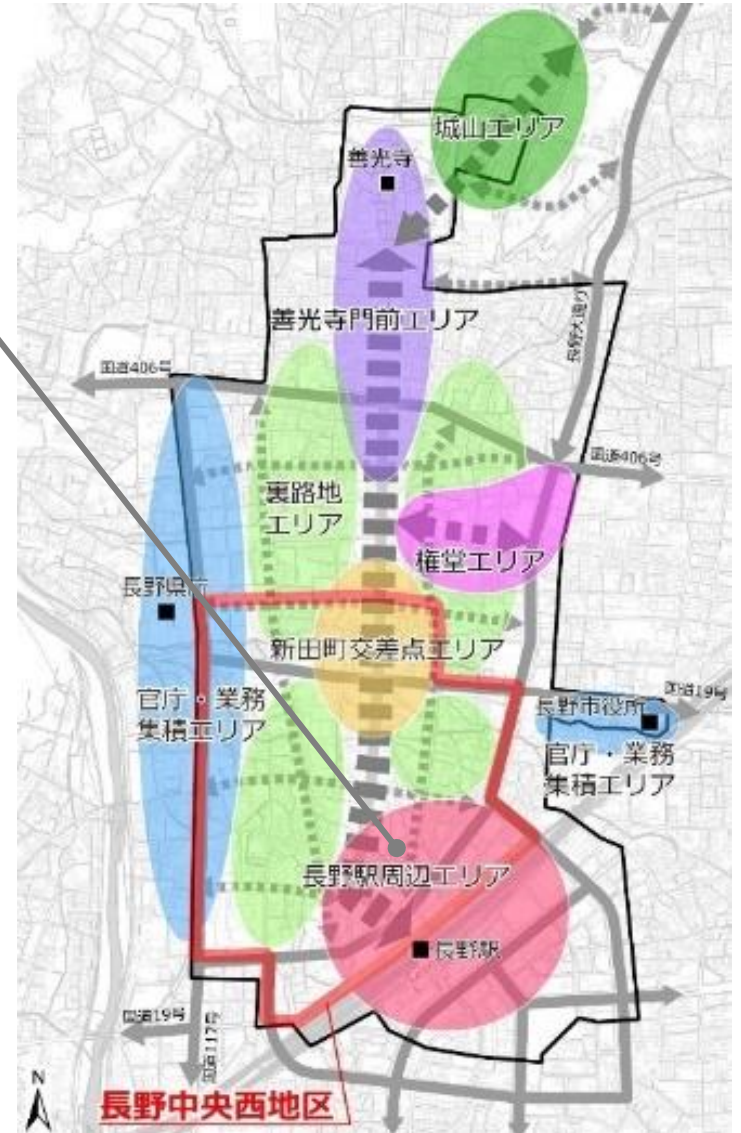 城山エリア
善光寺
善光寺門前エリア
長野大通り
国道406号
国道406号
裏路地
エリア
権堂エリア
長野県庁
新田町交差点エリア
官庁・業務
集積エリア
国道19号
長野市役所
官庁・業務
集積エリア
長野駅周辺エリア
長野駅
国道19号
国道117号
N
長野中央西地区